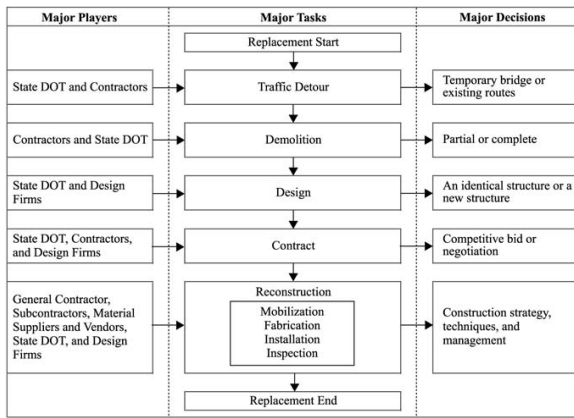 Major Players
Major Tasks
Major Decisions
Replacement Start
State DOT and Contractors
Traffic Detour
Temporary bridge or
existing routes
Contractors and State DOT
Demolition
Partial or complete
State DOT and Design
Firms
Design
An identical structure or a
new structure
State DOT, Contractors,
and Design Firms
Contract
Competitive bid or
negotiation
General Contractor,
Subcontractors, Material
Suppliers and Vendors,
State DOT, and Design
Firms
Reconstruction
Mobilization
Fabrication
Installation
Inspection
Construction strategy,
techniques, and
management
Replacement End